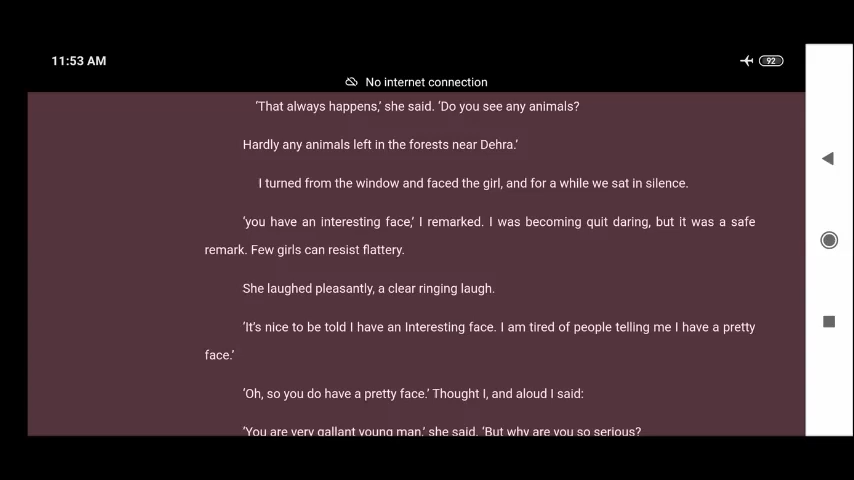 11:53 AM
92
No internet connection
'That always happens,' she said. 'Do you see any animals?
Hardly any animals left in the forests near Dehra.'
I turned from the window and faced the girl, and for a while we sat in silence.
'you have an interesting face,' I remarked. I was becoming quit daring, but it was a safe
remark. Few girls can resist flattery.
She laughed pleasantly, a clear ringing laugh.
'It's nice to be told I have an Interesting face. I am tired of people telling me I have a pretty
face.'
'Oh, so you do have a pretty face.' Thought I, and aloud I said:
'You are very gallant young man,' she said. 'But why are you so serious?